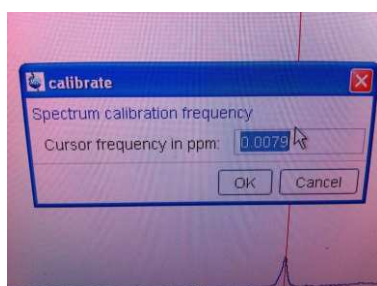 calibrate
Spectrum calibration frequency
Cursor frequency in ppm: 0.0079
OK Cancel